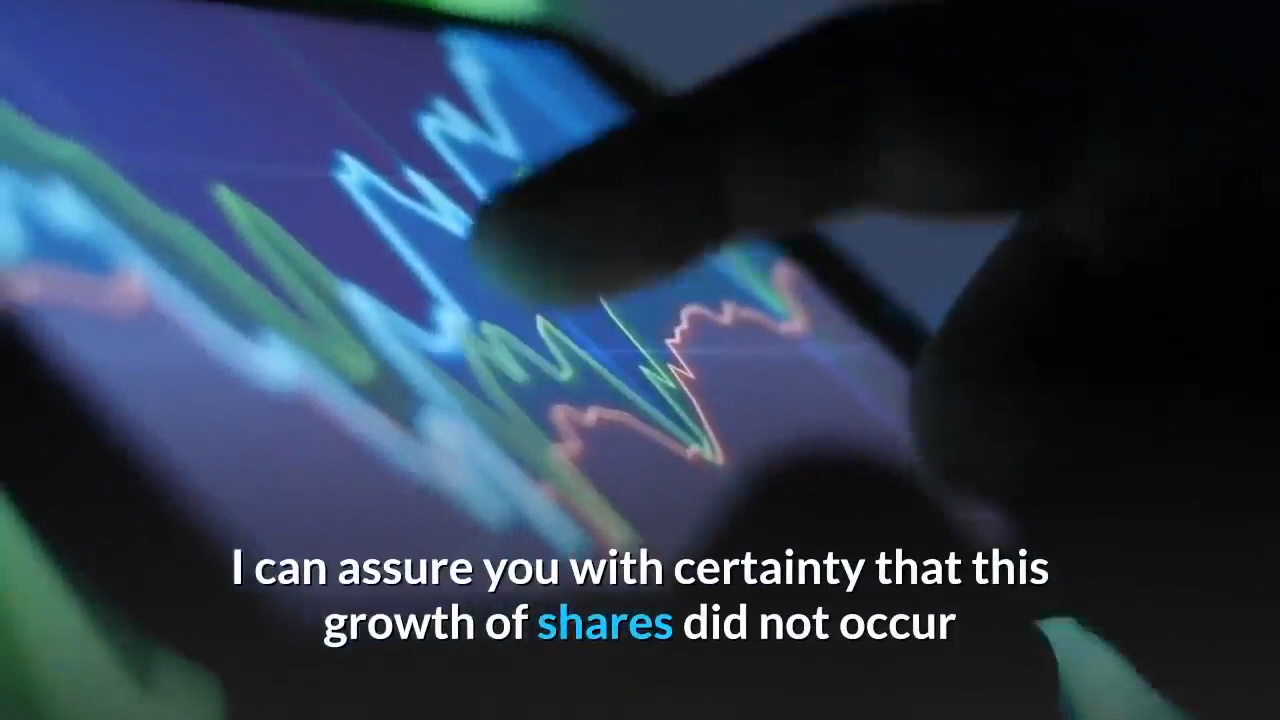 I can assure you with certainty that this
growth of shares did not occur